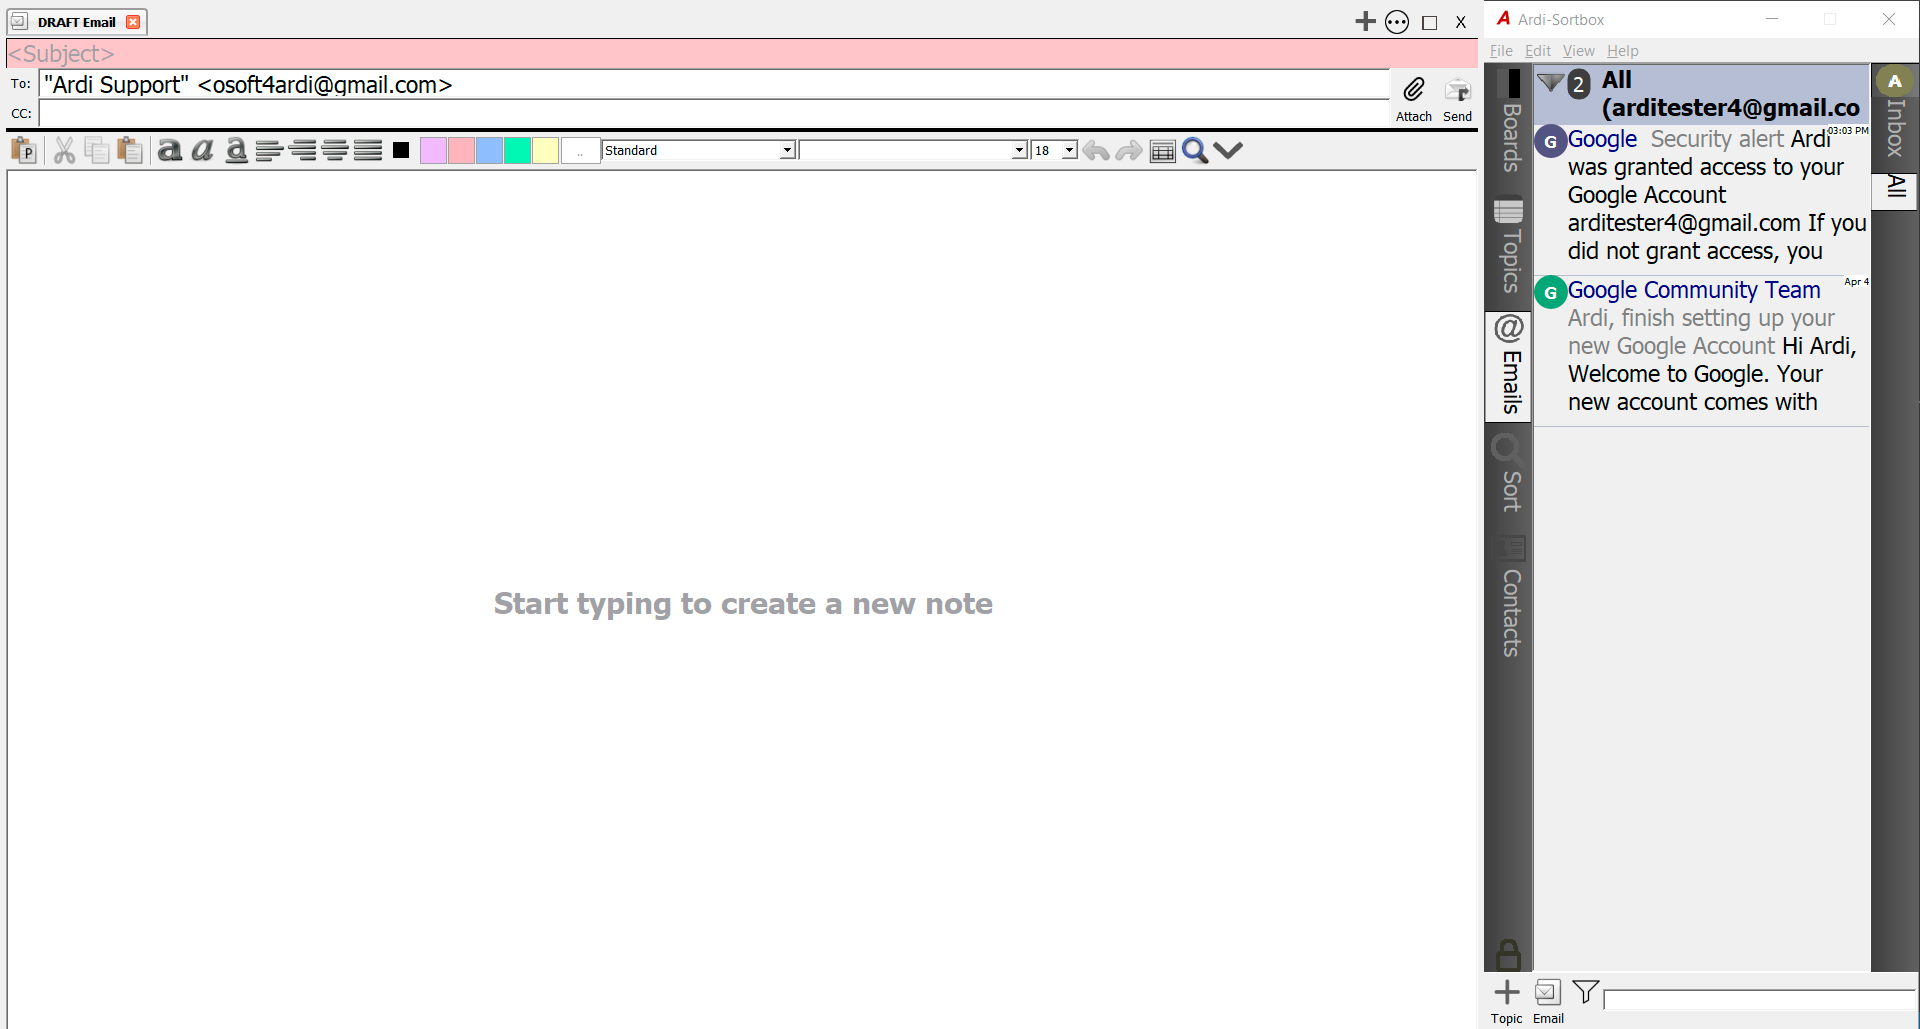 DRAFT Email
<Subject>
To: "Ardi Support" <osoft4ardi@gmail.com>
CC:
Attach Send
P a a a .. Standard 18
Start typing to create a new note
A Ardi-Sortbox
File Edit View Help
Boards
Topics
@ Emails
Sort
Contacts
2 All
(arditester4@gmail.co
G Google Security alert Ardi 03:03 PM
was granted access to your
Google Account
arditester4@gmail.com If you
did not grant access, you
G Google Community Team Apr 4
Ardi, finish setting up your
new Google Account Hi Ardi,
Welcome to Google. Your
new account comes with
A Inbox
All
Topic Email